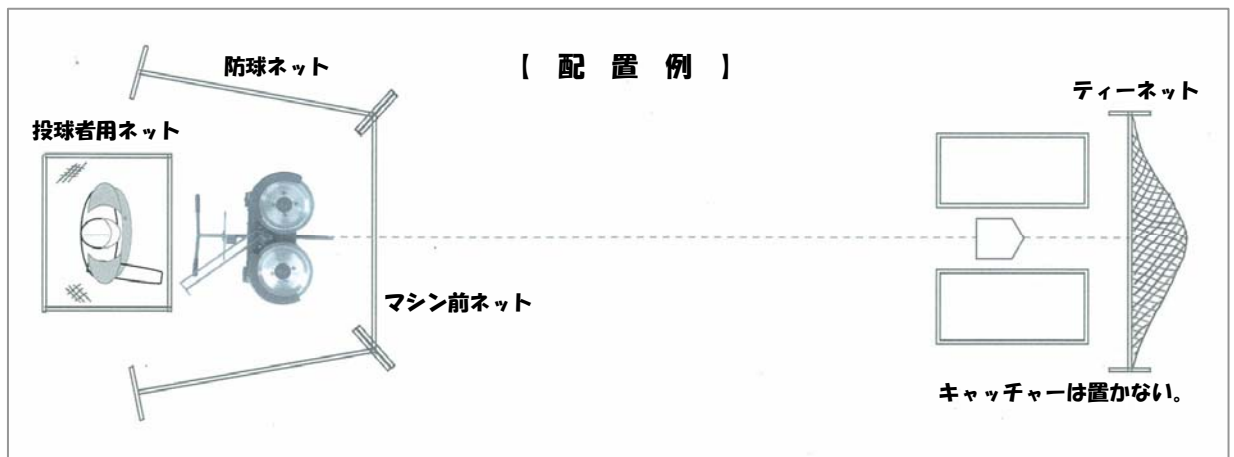 【 配 置 例 】
防球ネット
ティーネット
投球者用ネット
マシン前ネット
キャッチャーは置かない。